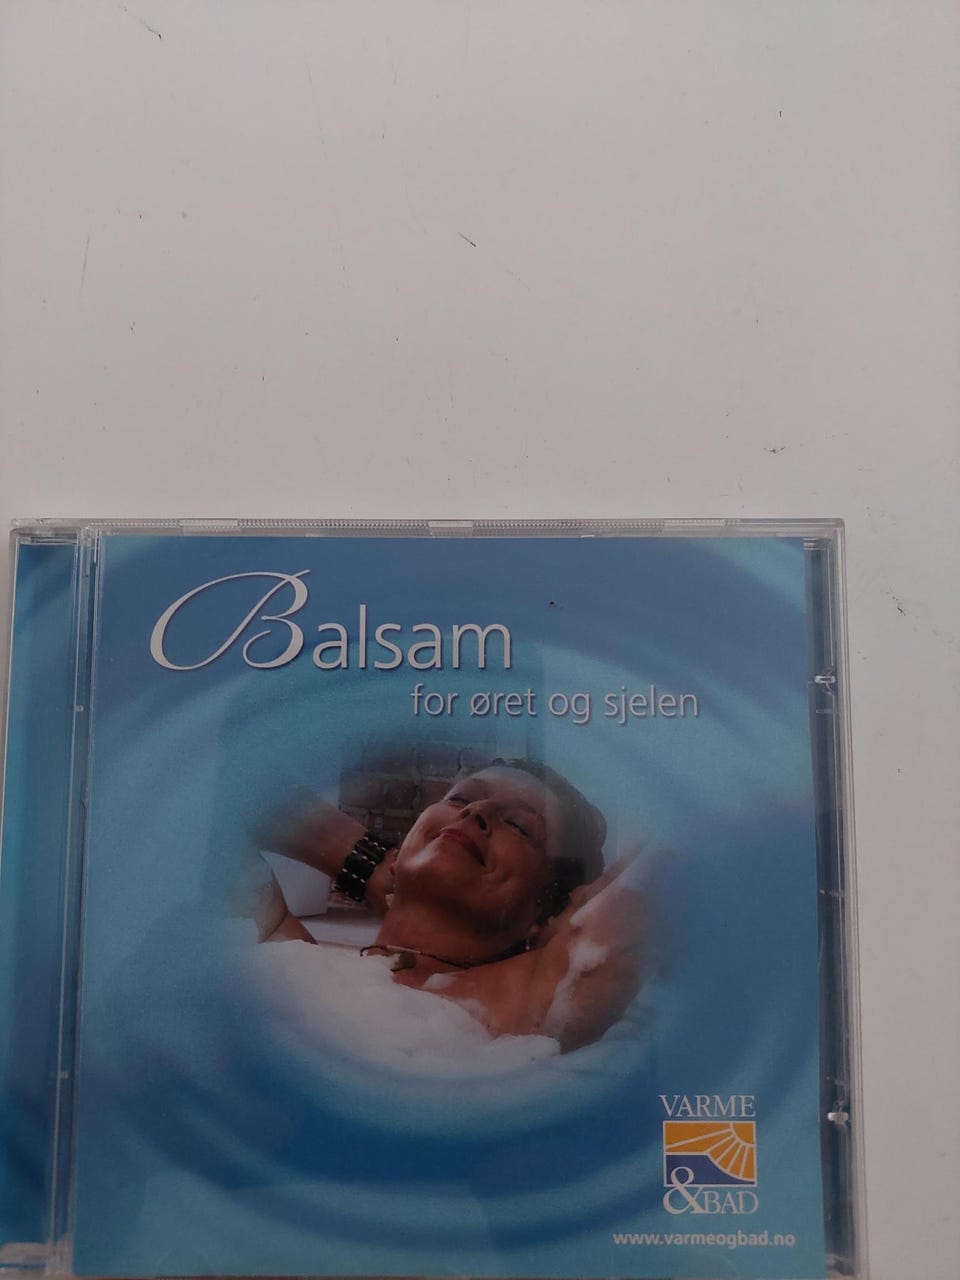 Balsam
for øret og sjelen
VARME
&BAD
www.varmeogbad.no